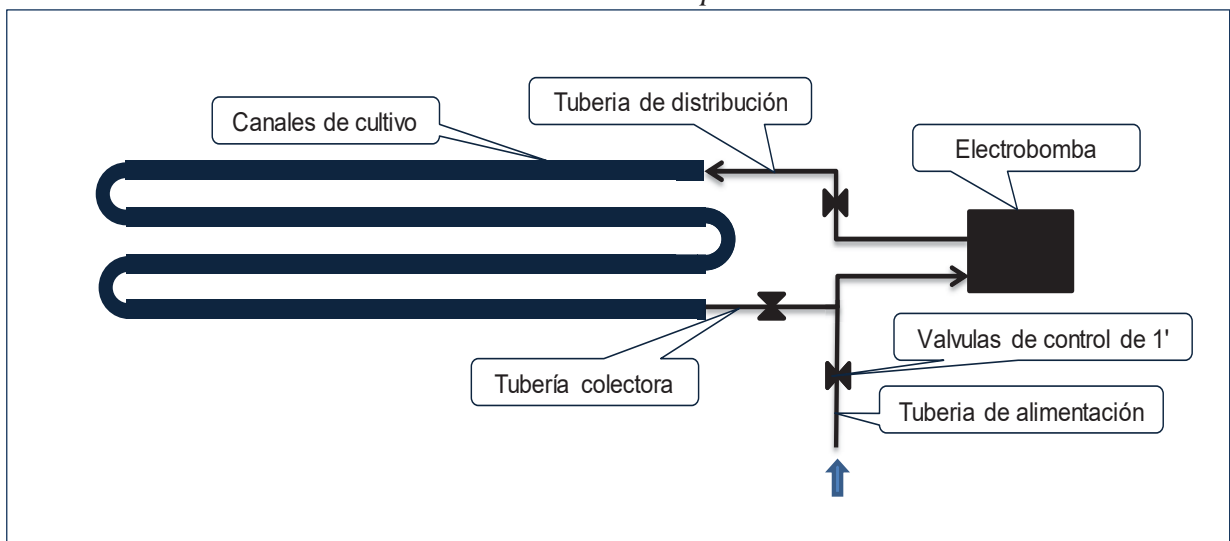 Tuberia de distribución
Canales de cultivo
Electrobomba
Valvulas de control de 1'
Tubería colectora
Tuberia de alimentación